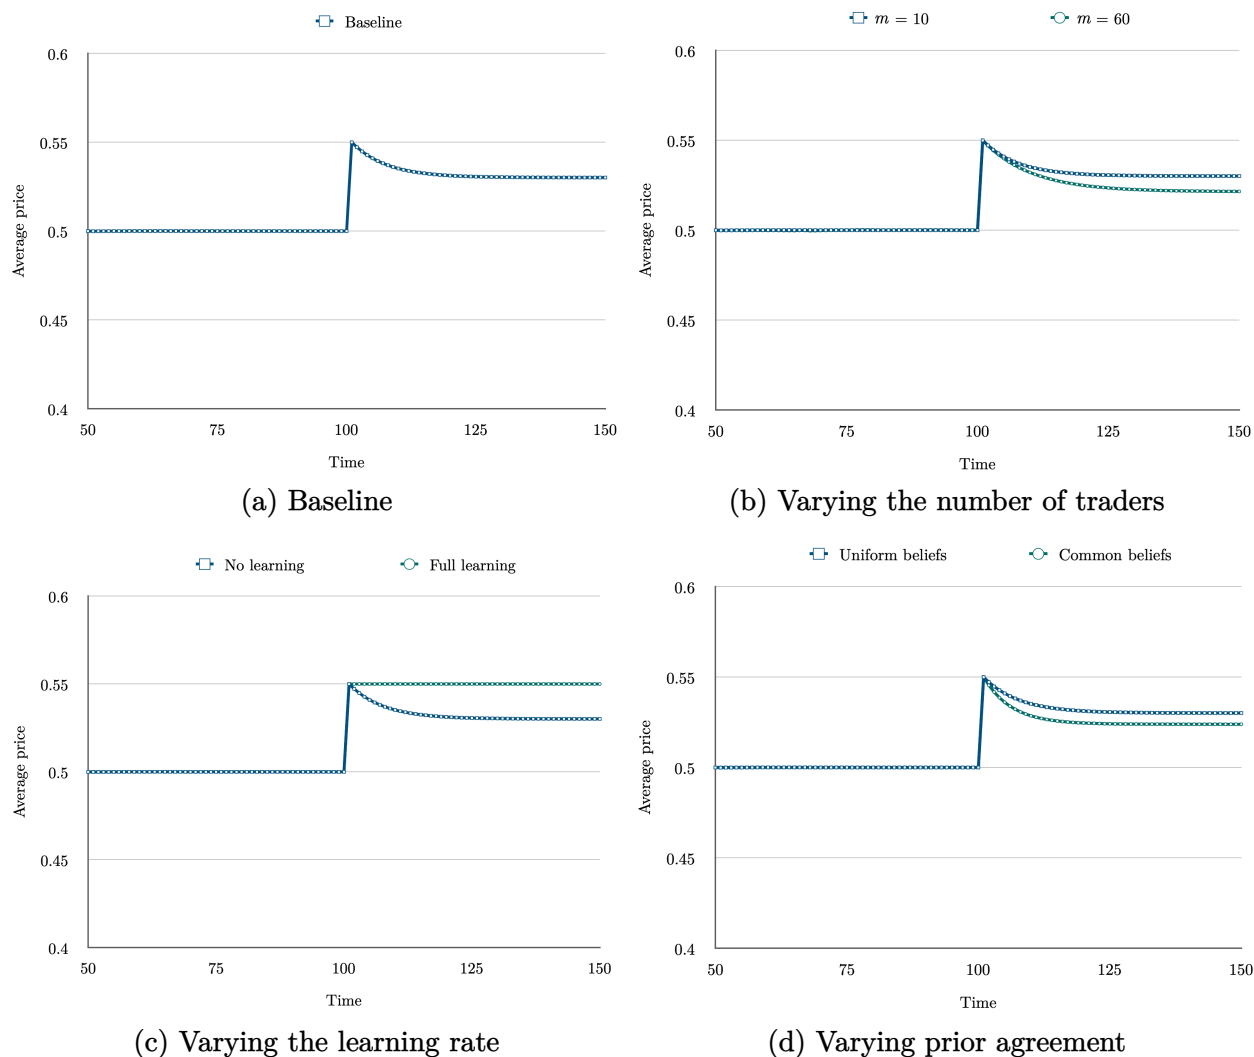 Baseline
0.6
0.55
0.5
0.45
0.4
Average price
50 75 100 125 150
Time
(a) Baseline
m = 10 m = 60
0.6
0.55
0.5
0.45
0.4
Average price
50 75 100 125 150
Time
(b) Varying the number of traders
No learning Full learning
0.6
0.55
0.5
0.45
0.4
Average price
50 75 100 125 150
Time
(c) Varying the learning rate
Uniform beliefs Common beliefs
0.6
0.55
0.5
0.45
0.4
Average price
50 75 100 125 150
Time
(d) Varying prior agreement